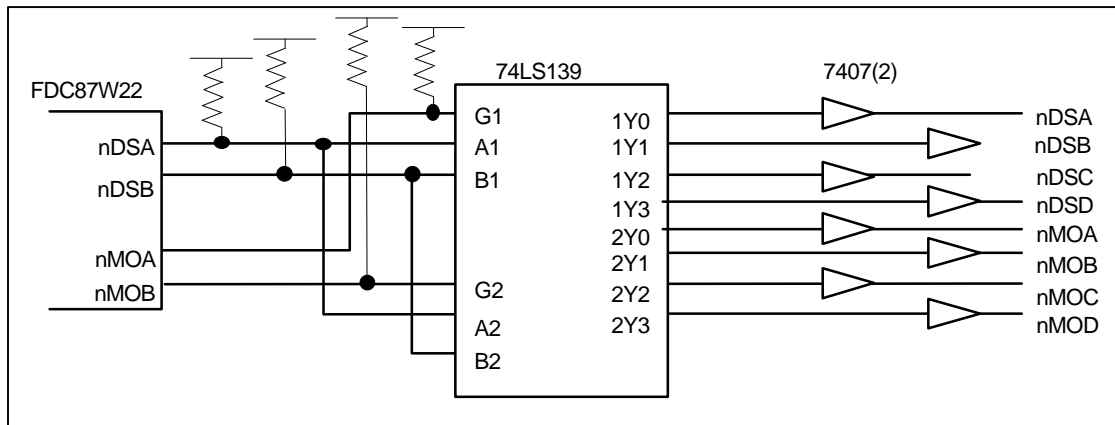 74LS139
7407(2)
FDC87W22
nDSA
nDSB
nMOA
nMOB
G1
A1
B1
G2
A2
B2
1Y0
1Y1
1Y2
1Y3
2Y0
2Y1
2Y2
2Y3
nDSA
nDSB
nDSC
nDSD
nMOA
nMOB
nMOC
nMOD